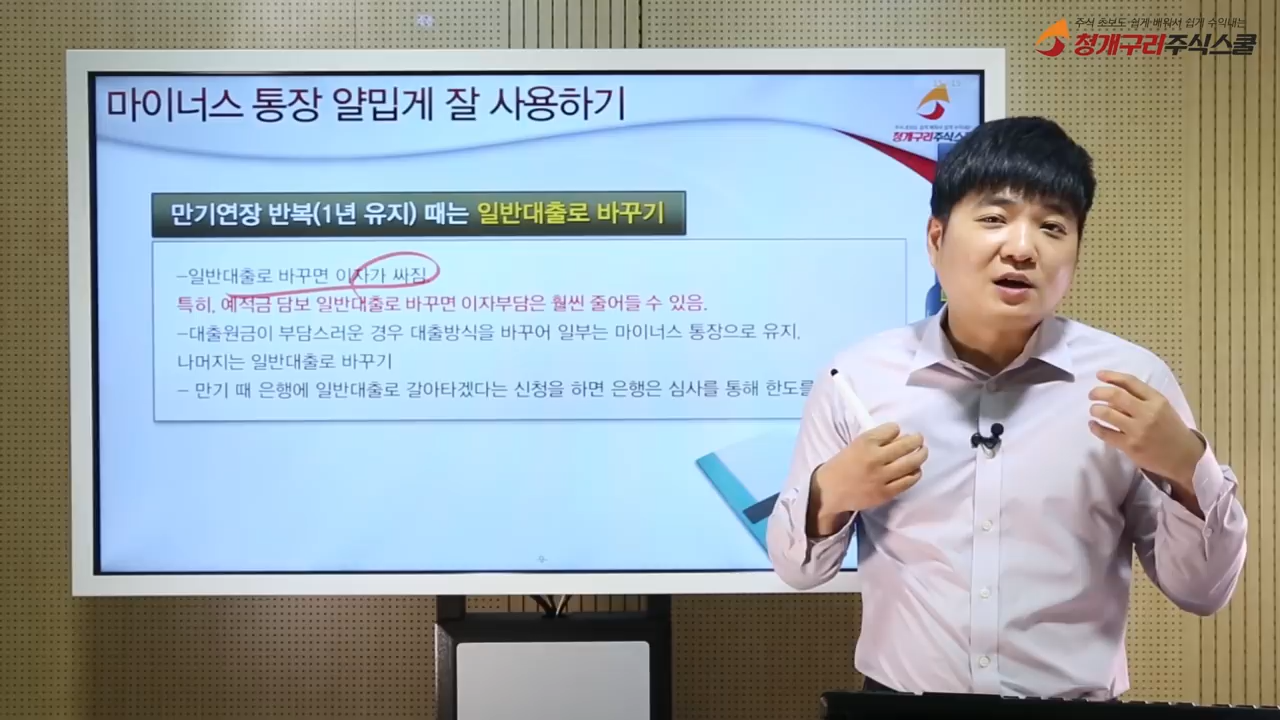 주식 초보도 쉽게 배워서 쉽게 수익내는
청개구리주식스쿨
마이너스 통장 얄밉게 잘 사용하기
청개구리주식스
만기연장 반복(1년 유지) 때는 일반대출로 바꾸기
-일반대출로 바꾸면 이자가 싸짐.
특히, 예적금 담보 일반대출로 바꾸면 이자부담은 훨씬 줄어들 수 있음.
-대출원금이 부담스러운 경우 대출방식을 바꾸어 일부는 마이너스 통장으로 유지,
나머지는 일반대출로 바꾸기
- 만기 때 은행에 일반대출로 갈아타겠다는 신청을 하면 은행은 심사를 통해 한도를